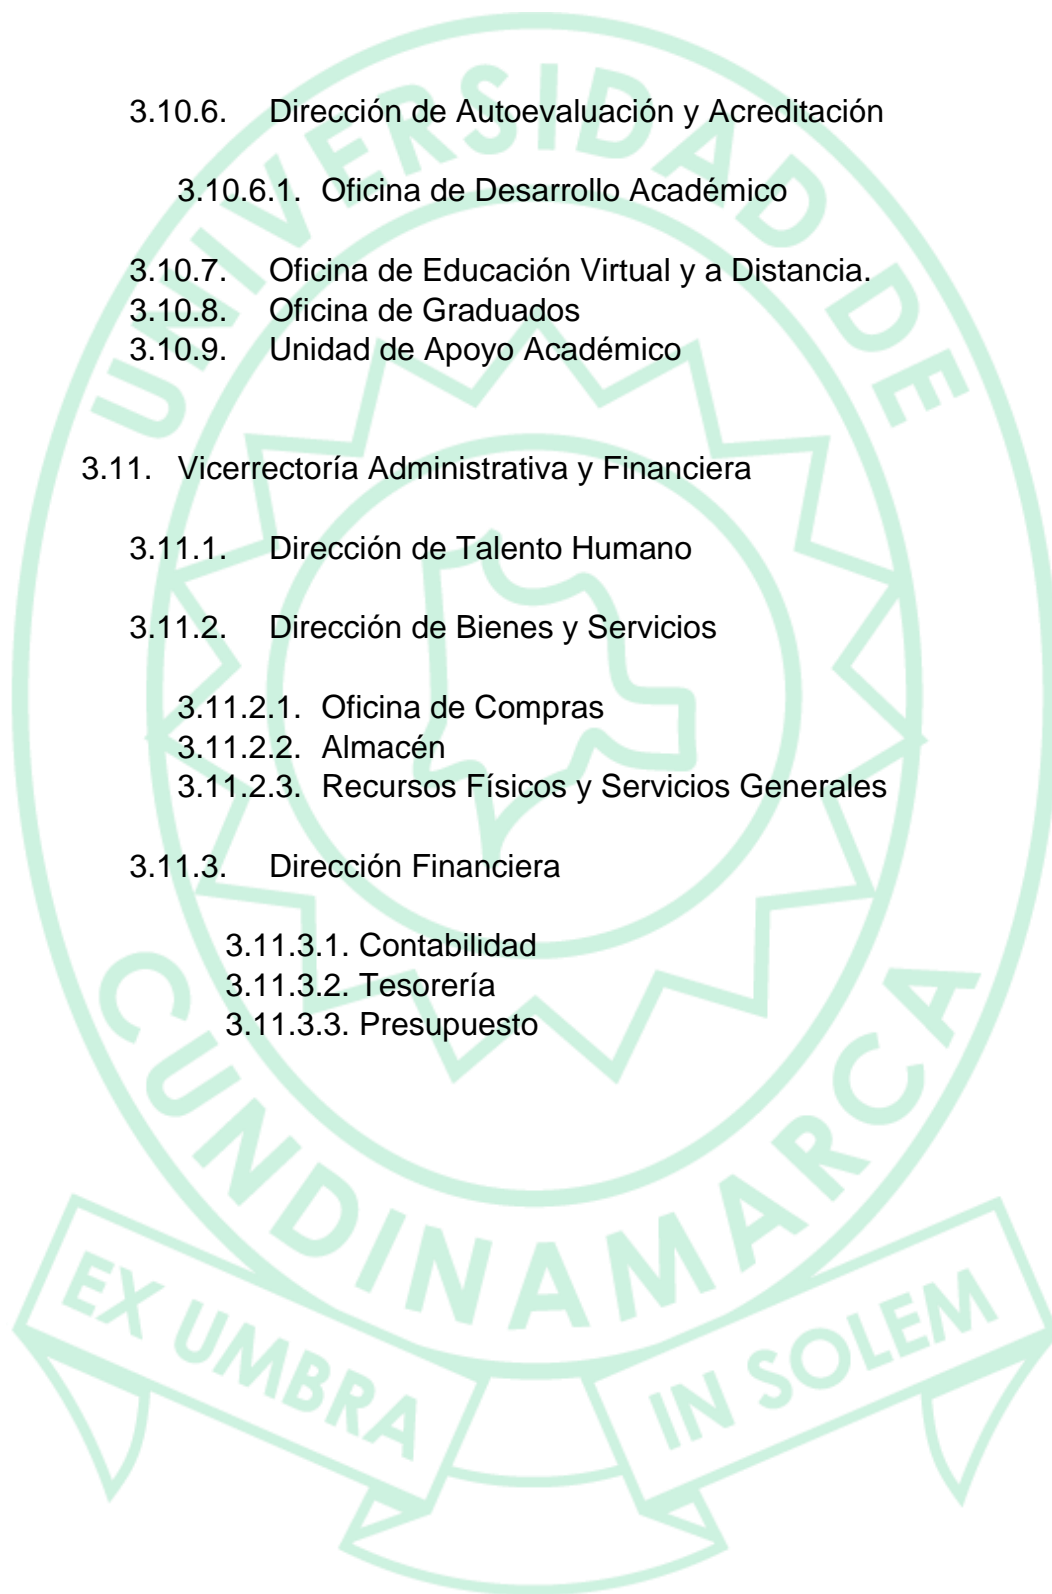 3.10.6. Dirección de Autoevaluación y Acreditación
3.10.6.1. Oficina de Desarrollo Académico
3.10.7. Oficina de Educación Virtual y a Distancia.
3.10.8. Oficina de Graduados
3.10.9. Unidad de Apoyo Académico
3.11. Vicerrectoría Administrativa y Financiera
3.11.1. Dirección de Talento Humano
3.11.2. Dirección de Bienes y Servicios
3.11.2.1. Oficina de Compras
3.11.2.2. Almacén
3.11.2.3. Recursos Físicos y Servicios Generales
3.11.3. Dirección Financiera
3.11.3.1. Contabilidad
3.11.3.2. Tesorería
3.11.3.3. Presupuesto
UNIVERSIDAD DE
CUNDINAMARCA
EX UMBRA
IN SOLEM